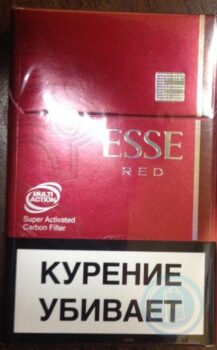 ESSE
RED
MULTI
ACTION
Super Activated
Carbon Filter
КУРЕНИЕ
УБИВАЕТ